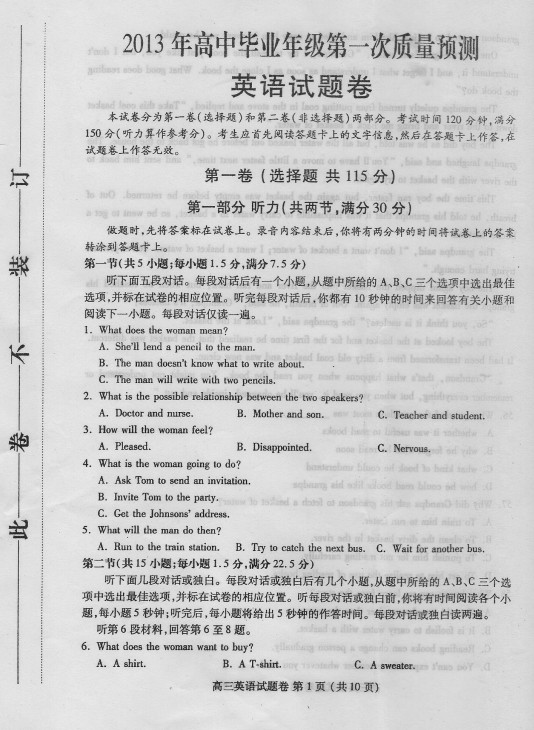 2013年高中毕业年级第一次质量预测
英语试题卷
本试卷分为第一卷(选择题)和第二卷(非选择题)两部分。考试时间120分钟,满分
150分(听力算作参考分)。考生应首先阅读答题卡上的文字信息,然后在答题卡上作答,在
试题卷上作答无效。
第一卷(选择题 共115分)
第一部分 听力(共两节,满分30分)
做题时,先将答案标在试卷上。录音内容结束后,你将有两分钟的时间将试卷上的答案
转涂到答题卡上。
第一节(共5小题;每小题1.5分,满分7.5分)
听下面五段对话。每段对话后有一个小题,从题中所给的A、B、C三个选项中选出最佳
选项,并标在试卷的相应位置。听完每段对话后,你都有10秒钟的时间来回答有关小题和
阅读下一小题。每段对话仅读一遍。
1. What does the woman mean?
A. She'll lend a pencil to the man.
B. The man doesn't know what to write about.
C. The man will write with two pencils.
2. What is the possible relationship between the two speakers?
A. Doctor and nurse. B. Mother and son. C. Teacher and student.
3. How will the woman feel?
A. Pleased. B. Disappointed. C. Nervous.
4. What is the woman going to do?
A. Ask Tom to send an invitation.
B. Invite Tom to the party.
C. Get the Johnsons' address.
5. What will the man do then?
A. Run to the train station. B. Try to catch the next bus. C. Wait for another bus.
第二节(共15小题;每小题1.5分,满分22.5分)
听下面几段对话或独白。每段对话或独白后有几个小题,从题中所给的A、B、C三个选
项中选出最佳选项,并标在试卷的相应位置。听每段对话或独白前,你将有时间阅读各个小
题,每小题5秒钟;听完后,每小题将给出5秒钟的作答时间。每段对话或独白读两遍。
听第6段材料,回答第6至8题。
6. What does the woman want to buy?
A. A shirt. B. A T-shirt. C. A sweater.
高三英语试题卷 第1页(共10页)
此卷不装订